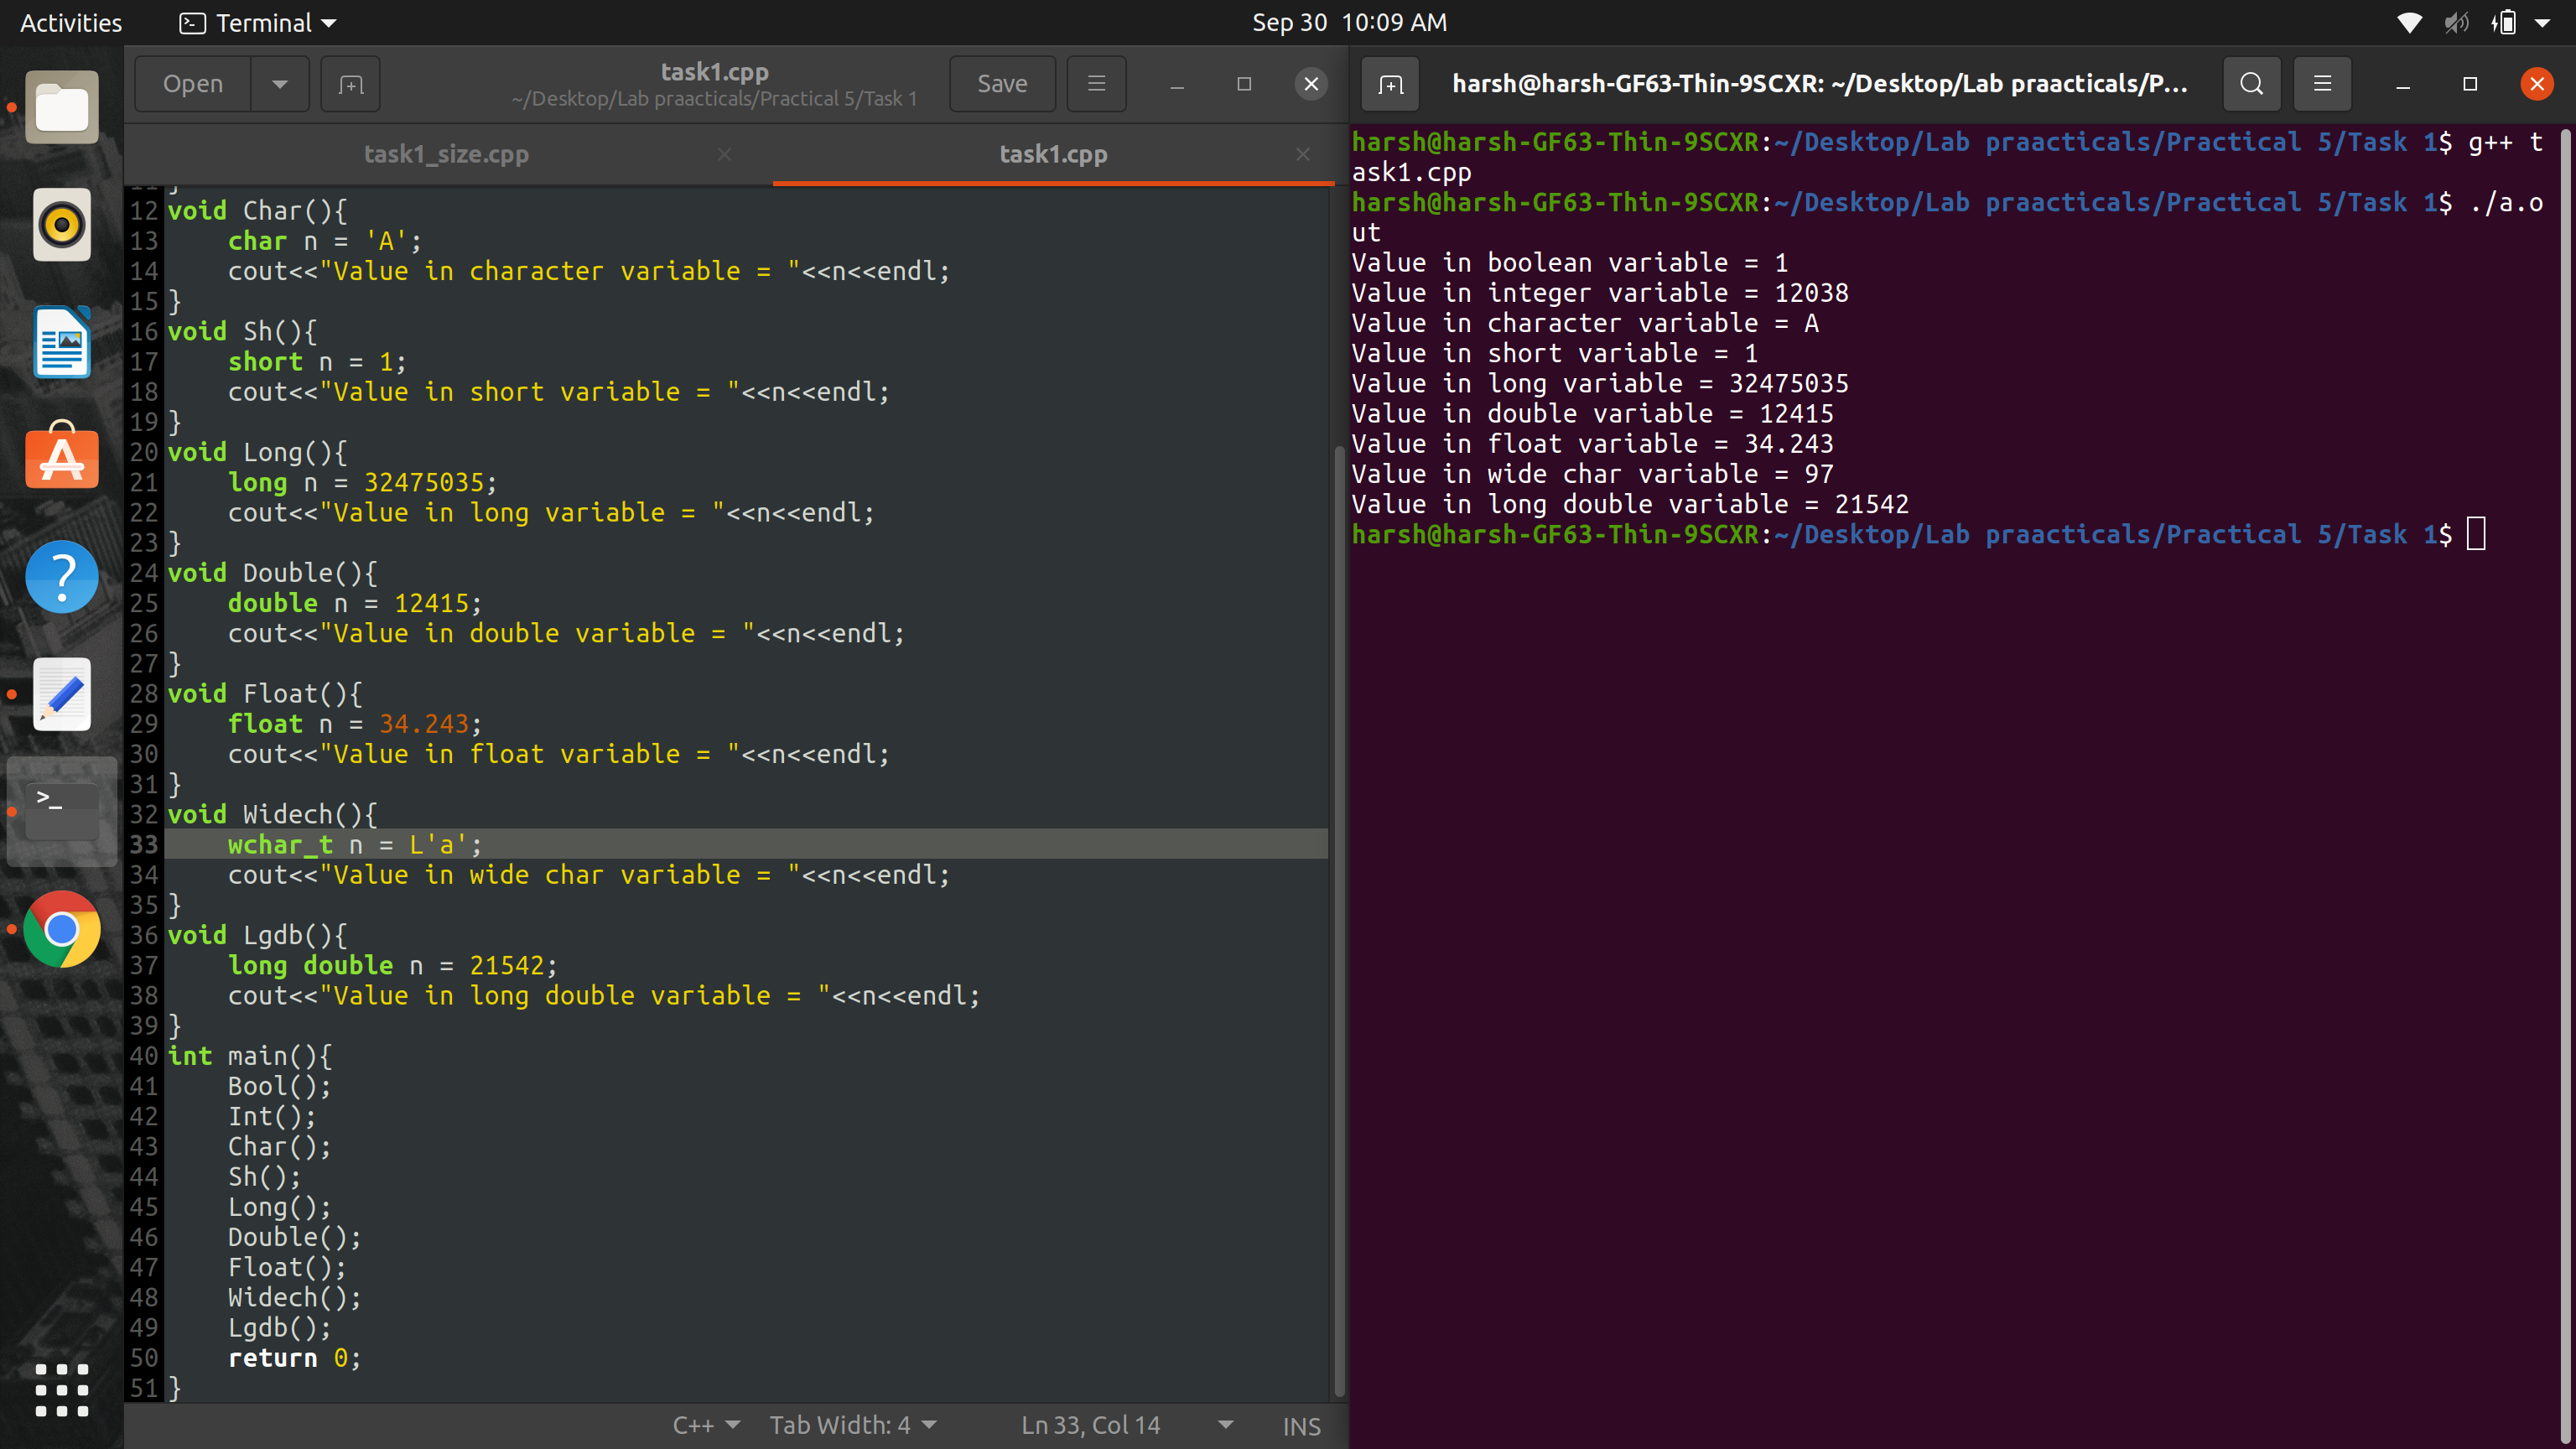 Activities
Terminal
Sep 30 10:09 AM
Open
task1.cpp
~/Desktop/Lab praacticals/Practical 5/Task 1
Save
task1_size.cpp
task1.cpp
12 void Char(){
13     char n = 'A';
14     cout<<"Value in character variable = "<<n<<endl;
15 }
16 void Sh(){
17     short n = 1;
18     cout<<"Value in short variable = "<<n<<endl;
19 }
20 void Long(){
21     long n = 32475035;
22     cout<<"Value in long variable = "<<n<<endl;
23 }
24 void Double(){
25     double n = 12415;
26     cout<<"Value in double variable = "<<n<<endl;
27 }
28 void Float(){
29     float n = 34.243;
30     cout<<"Value in float variable = "<<n<<endl;
31 }
32 void Widech(){
33     wchar_t n = L'a';
34     cout<<"Value in wide char variable = "<<n<<endl;
35 }
36 void Lgdb(){
37     long double n = 21542;
38     cout<<"Value in long double variable = "<<n<<endl;
39 }
40 int main(){
41     Bool();
42     Int();
43     Char();
44     Sh();
45     Long();
46     Double();
47     Float();
48     Widech();
49     Lgdb();
50     return 0;
51 }
C++
Tab Width: 4
Ln 33, Col 14
INS
harsh@harsh-GF63-Thin-9SCXR: ~/Desktop/Lab praacticals/P...
harsh@harsh-GF63-Thin-9SCXR:~/Desktop/Lab praacticals/Practical 5/Task 1$ g++ t
ask1.cpp
harsh@harsh-GF63-Thin-9SCXR:~/Desktop/Lab praacticals/Practical 5/Task 1$ ./a.o
ut
Value in boolean variable = 1
Value in integer variable = 12038
Value in character variable = A
Value in short variable = 1
Value in long variable = 32475035
Value in double variable = 12415
Value in float variable = 34.243
Value in wide char variable = 97
Value in long double variable = 21542
harsh@harsh-GF63-Thin-9SCXR:~/Desktop/Lab praacticals/Practical 5/Task 1$